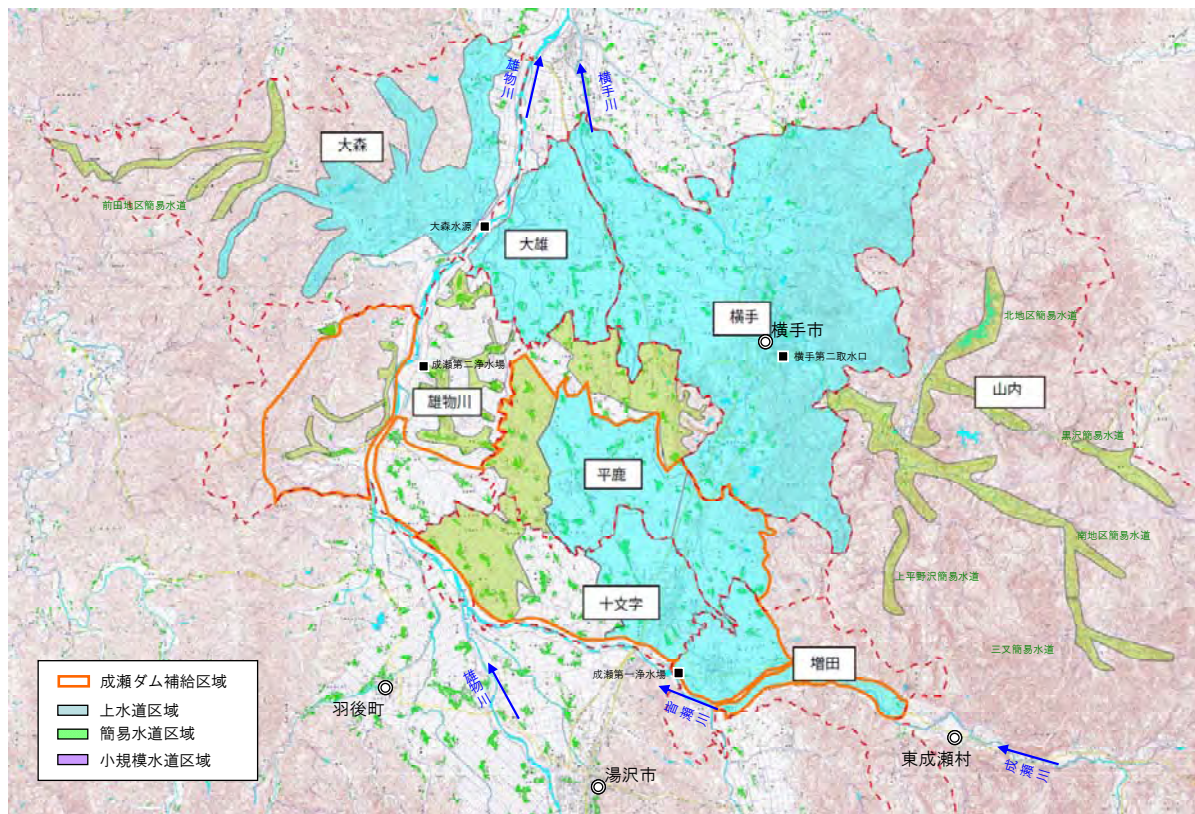 雄物川
横手川
大森
前田地区簡易水道
大森水源
大雄
横手
横手市
横手第二取水口
北地区簡易水道
山内
黒沢簡易水道
成瀬第二浄水場
雄物川
平鹿
南地区簡易水道
上平野沢簡易水道
十文字
三又簡易水道
増田
成瀬第一浄水場
皆瀬川
雄物川
羽後町
東成瀬村
成瀬川
湯沢市
成瀬ダム補給区域
上水道区域
簡易水道区域
小規模水道区域